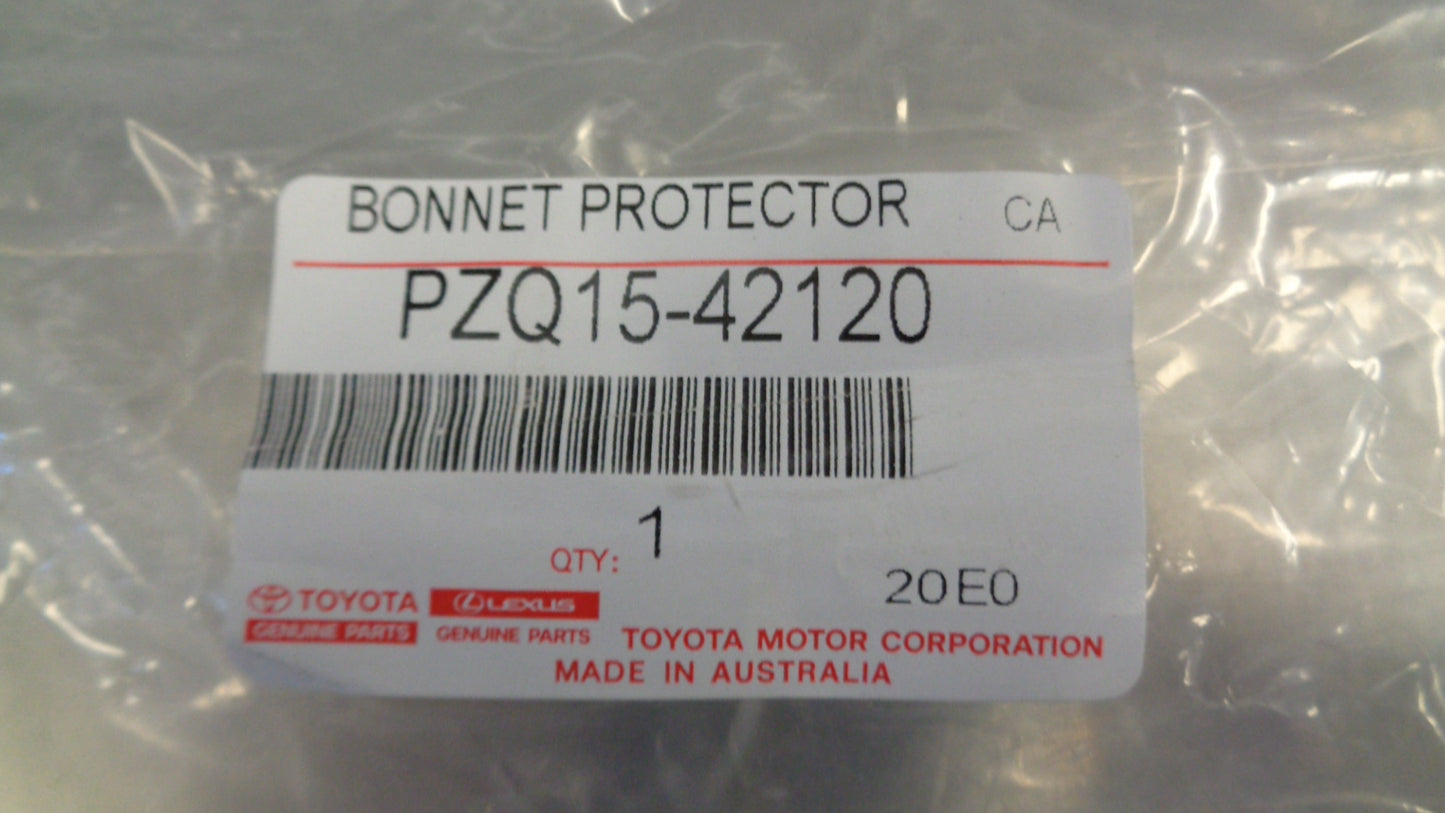 BONNET PROTECTOR CA
PZQ15-42120
QTY: 1
20E0
TOYOTA LEXUS
GENUINE PARTS GENUINE PARTS TOYOTA MOTOR CORPORATION
MADE IN AUSTRALIA